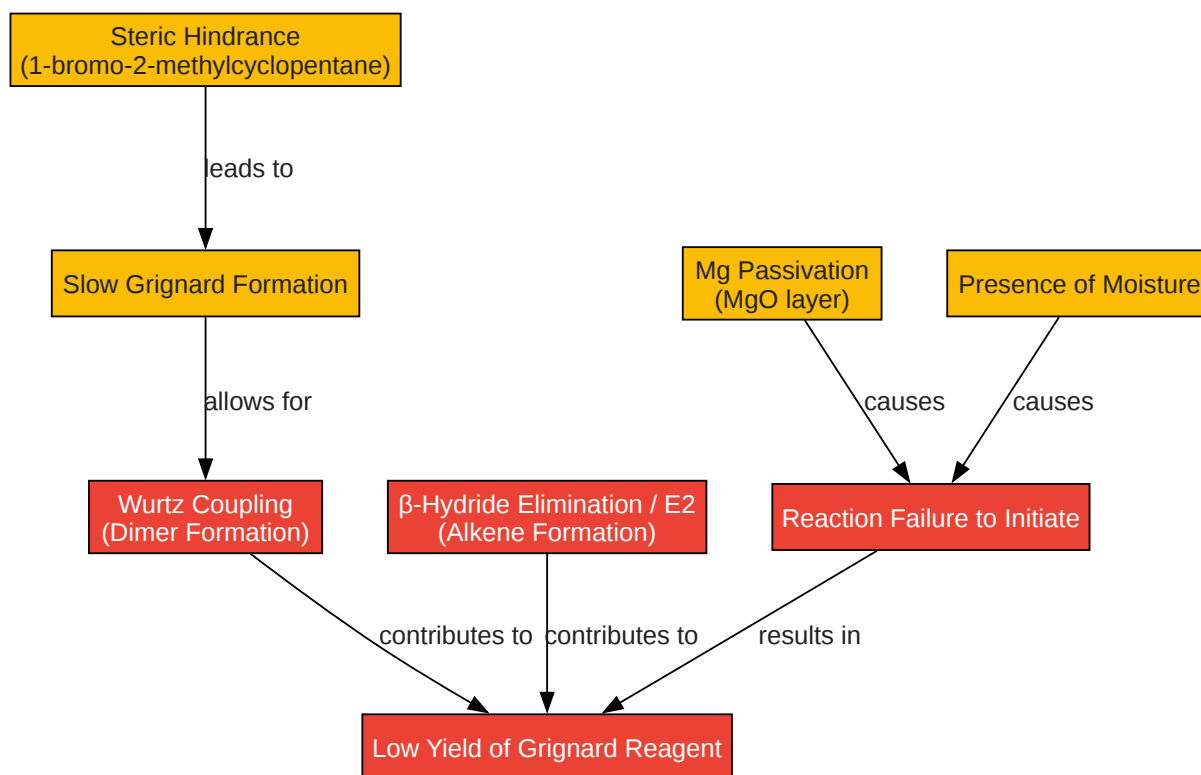 Steric Hindrance
(1-bromo-2-methylcyclopentane)
leads to
Slow Grignard Formation
Mg Passivation
(MgO layer)
Presence of Moisture
allows for
causes
causes
Wurtz Coupling
(Dimer Formation)
β-Hydride Elimination / E2
(Alkene Formation)
Reaction Failure to Initiate
contributes to
contributes to
results in
Low Yield of Grignard Reagent